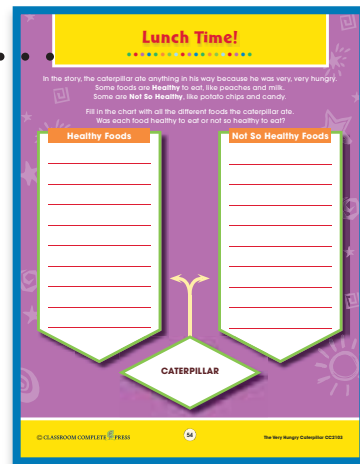 Lunch Time!
In the story, the caterpillar ate anything in his way because he was very, very hungry.
Some foods are Healthy to eat, like peaches and milk.
Some are Not So Healthy, like potato chips and candy.
Fill in the chart with all the different foods the caterpillar ate.
Was each food healthy to eat or not so healthy to eat?
Healthy Foods
Not So Healthy Foods
CATERPILLAR
© CLASSROOM COMPLETE PRESS
54
The Very Hungry Caterpillar CC2102